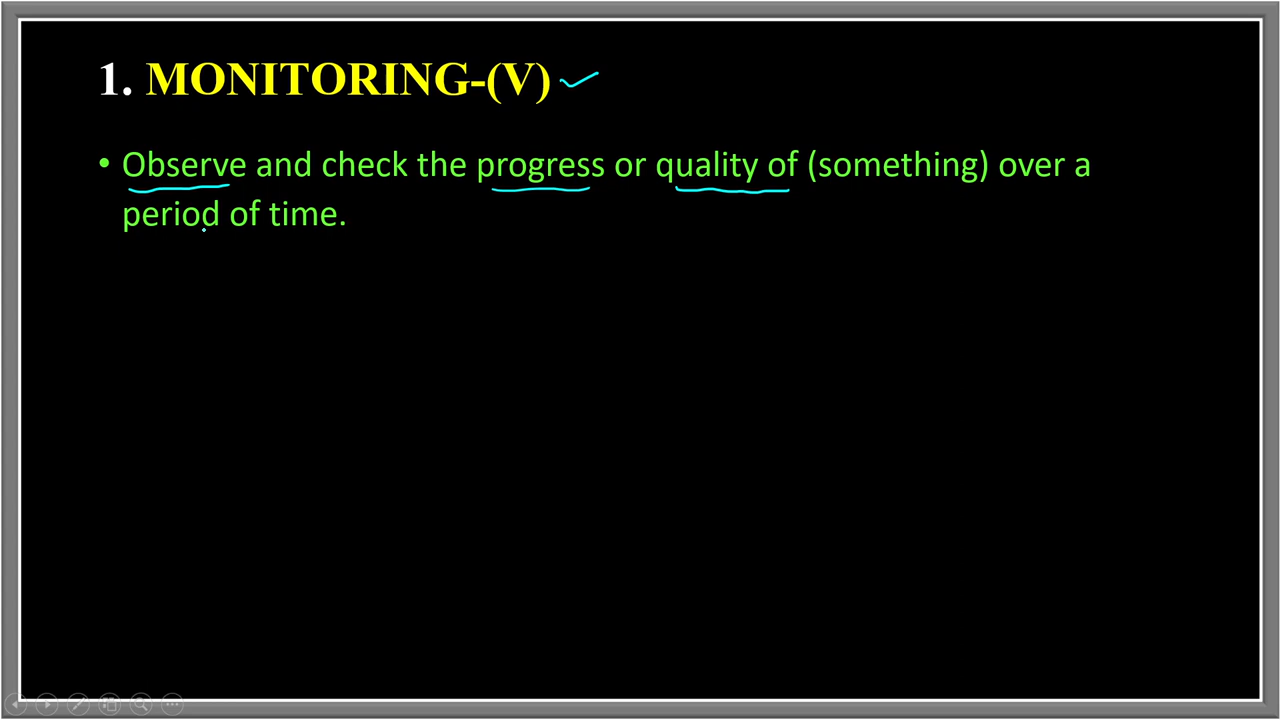 1. MONITORING-(V)
• Observe and check the progress or quality of (something) over a
period of time.